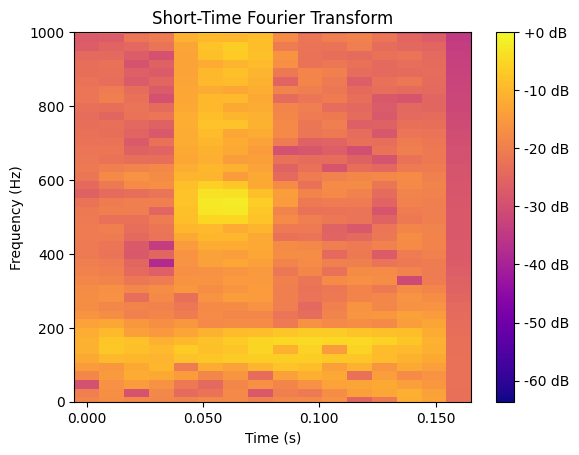 Short-Time Fourier Transform
Frequency (Hz)
1000
800
600
400
200
0
0.000
0.050
0.100
0.150
Time (s)
+0 dB
-10 dB
-20 dB
-30 dB
-40 dB
-50 dB
-60 dB